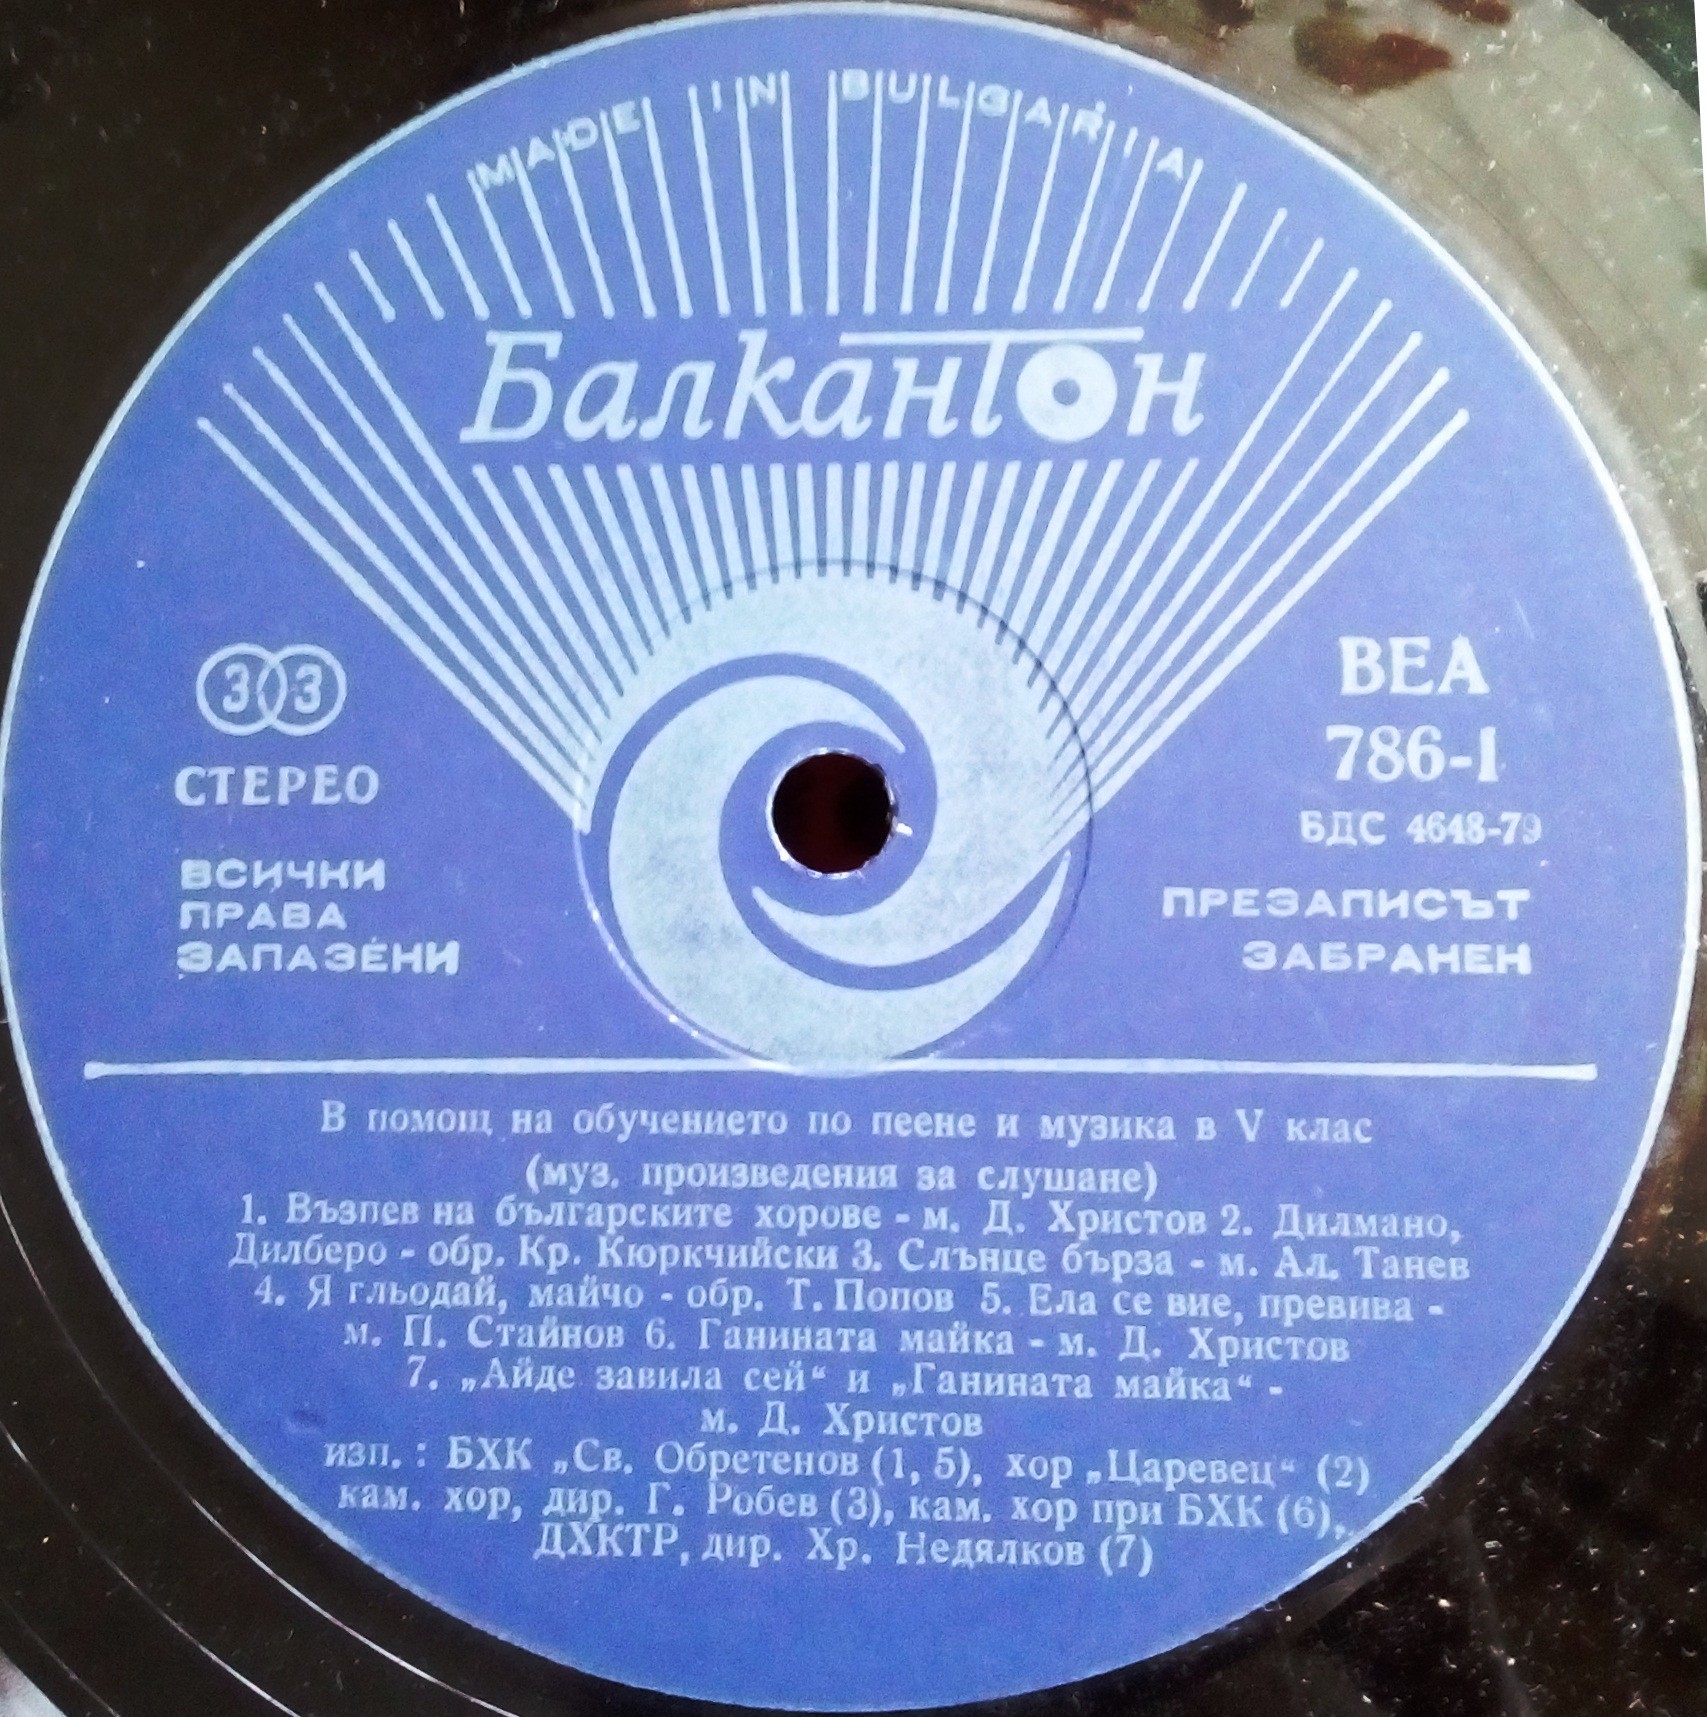 MADE IN BULGARIA
Балкантон
33
СТЕРЕО
ВСИЧКИ
ПРАВА
ЗАПАЗЕНИ
ВЕА
786-I
БДС 4648-79
ПРЕЗАПИСЪТ
ЗАБРАНЕН
В помощ на обучението по пеене и музика в V клас
(муз. произведения за слушане)
1. Възпев на българските хорове - м. Д. Христов 2. Дилмано,
Дилберо - обр. Кр. Кюркчийски 3. Слънце бърза - м. Ал. Танев
4. Я гльодай, майчо - обр. Т. Попов 5. Ела се вие, превива -
м. П. Стайнов 6. Ганината майка - м. Д. Христов
7. „Айде завила сей“ и „Ганината майка“ -
м. Д. Христов
изп. : БХК „Св. Обретенов (1, 5), хор „Царевец“ (2)
кам. хор, дир. Г. Робев (3), кам. хор при БХК (6),
ДХКТР, дир. Хр. Недялков (7)